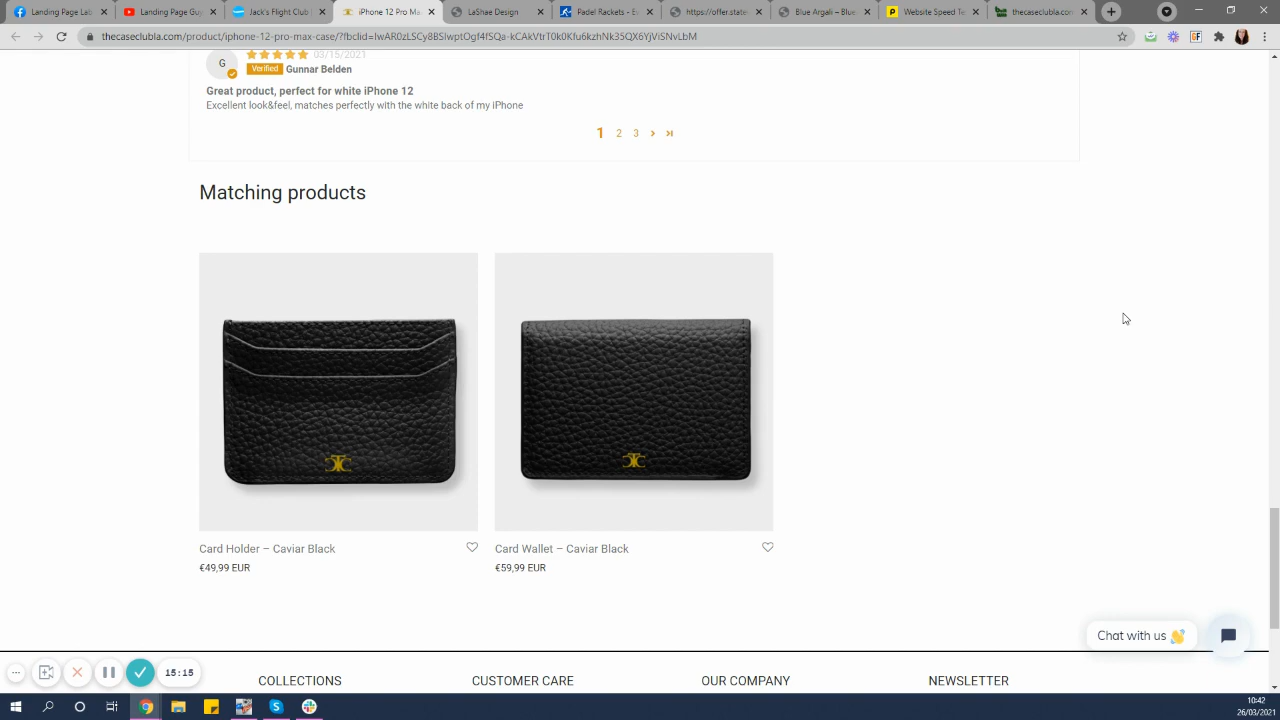 Landing Page Lab
Landing Page Guy
Jack's Flight Club
iPhone 12 Pro Ma
LaShae Design
Padel Rackets - E
https://offer.state
Blue Argali – Blue
Website Speed Te
thecaseclubla.com
thecaseclubla.com/product/iphone-12-pro-max-case/?fbclid=IwAR0zLSCy8BSIwptOgf4fSQa-kCAkVtrT0k0Kfu6kzhNk35QX6YjViSNvLbM
G
03/15/2021
Verified Gunnar Belden
Great product, perfect for white iPhone 12
Excellent look&feel, matches perfectly with the white back of my iPhone
1 2 3
Matching products
Card Holder – Caviar Black
€49,99 EUR
Card Wallet – Caviar Black
€59,99 EUR
Chat with us 👋
15:15
COLLECTIONS
CUSTOMER CARE
OUR COMPANY
NEWSLETTER
10:42
26/03/2021